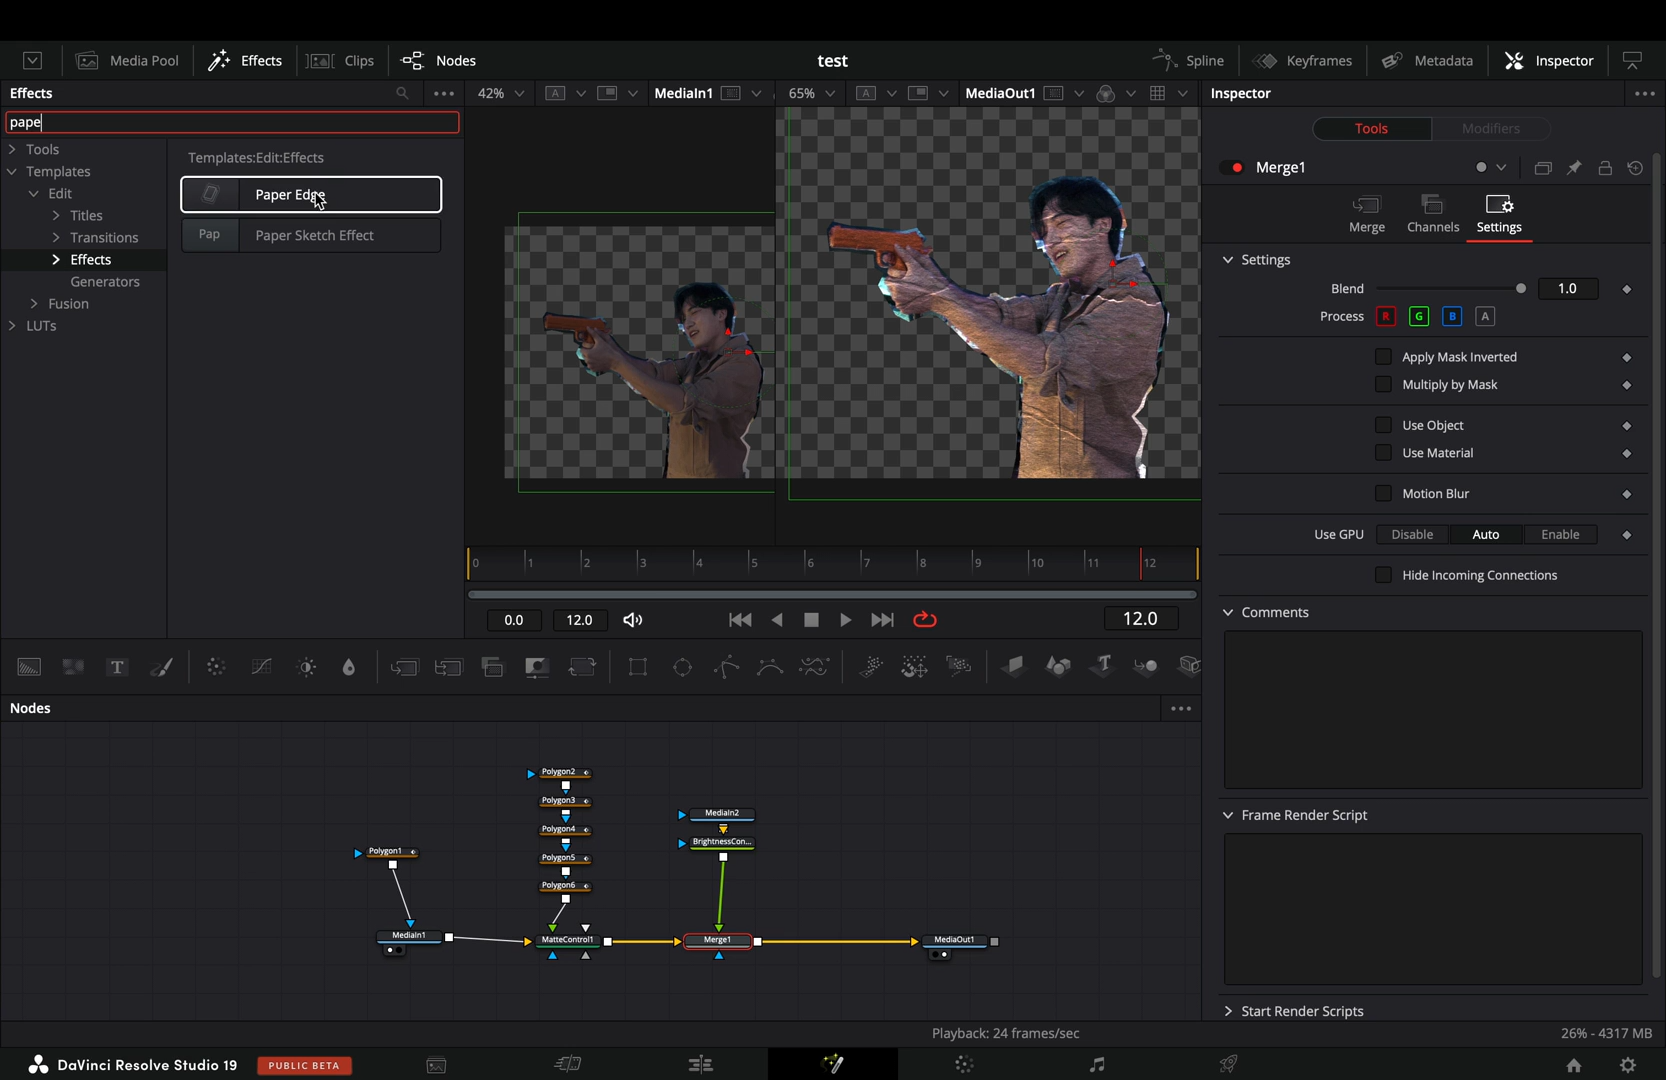 Media Pool
Effects
Clips
Nodes
test
Spline
Keyframes
Metadata
Inspector
Effects
42%
A
MediaIn1
65%
A
MediaOut1
Inspector
pape
Tools
Modifiers
Tools
Templates
Edit
Titles
Transitions
Effects
Generators
Fusion
LUTs
Templates:Edit:Effects
Paper Edge
Pap
Paper Sketch Effect
Merge1
Merge
Channels
Settings
Settings
Blend
1.0
Process
R
G
B
A
Apply Mask Inverted
Multiply by Mask
Use Object
Use Material
Motion Blur
Use GPU
Disable
Auto
Enable
Hide Incoming Connections
Comments
Frame Render Script
Start Render Scripts
0 1 2 3 4 5 6 7 8 9 10 11 12
0.0
12.0
12.0
T
T
Nodes
Polygon2
Polygon3
Polygon4
Polygon5
Polygon6
Polygon1
MediaIn2
BrightnessCon...
MediaIn1
MatteControl1
Merge1
MediaOut1
Playback: 24 frames/sec
26% - 4317 MB
DaVinci Resolve Studio 19
PUBLIC BETA